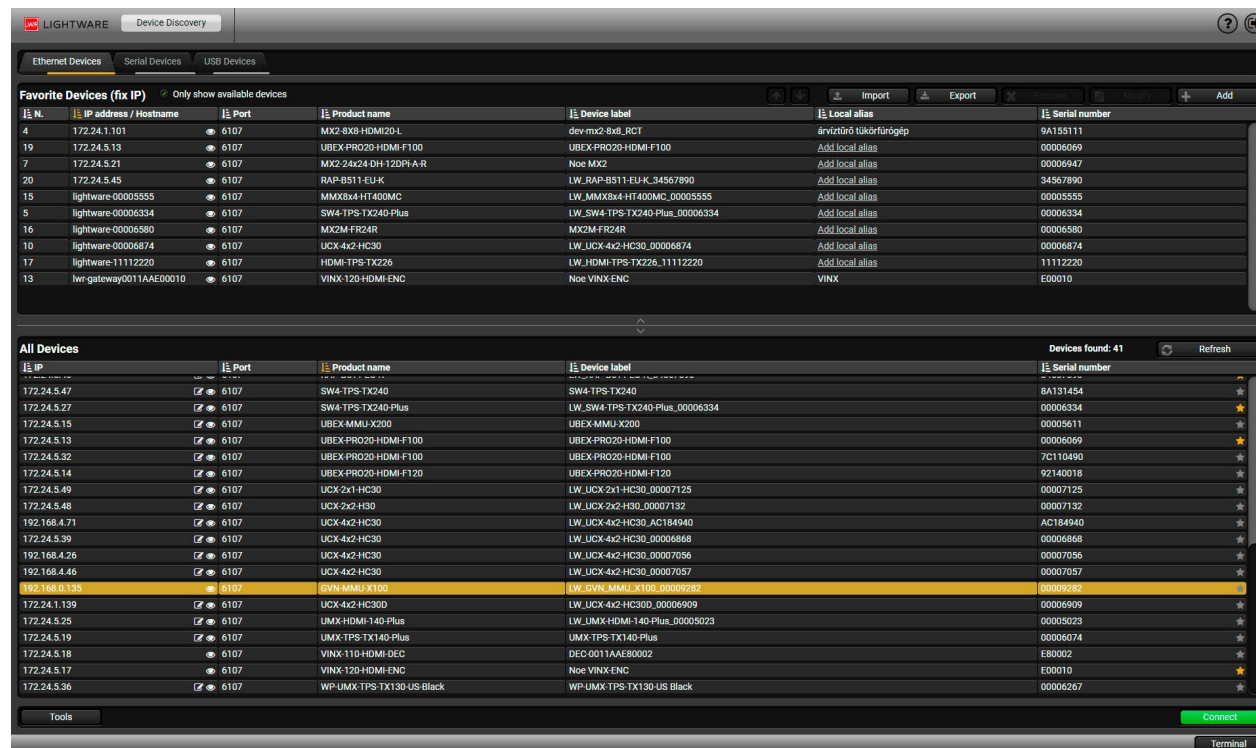 LWR LIGHTWARE Device Discovery ?
Ethernet Devices Serial Devices USB Devices
Favorite Devices (fix IP) Only show available devices Import Export Remove Modify Add
N. IP address / Hostname Port Product name Device label Local alias Serial number
4 172.24.1.101 6107 MX2-8X8-HDMI20-L dev-mx2-8x8_RCT árvíztűrő tükörfúrógép 9A155111
19 172.24.5.13 6107 UBEX-PRO20-HDMI-F100 UBEX-PRO20-HDMI-F100 Add local alias 00006069
7 172.24.5.21 6107 MX2-24x24-DH-12DPi-A-R Noe MX2 Add local alias 00006947
20 172.24.5.45 6107 RAP-B511-EU-K LW_RAP-B511-EU-K_34567890 Add local alias 34567890
15 lightware-00005555 6107 MMX8x4-HT400MC LW_MMX8x4-HT400MC_00005555 Add local alias 00005555
5 lightware-00006334 6107 SW4-TPS-TX240-Plus LW_SW4-TPS-TX240-Plus_00006334 Add local alias 00006334
16 lightware-00006580 6107 MX2M-FR24R MX2M-FR24R Add local alias 00006580
10 lightware-00006874 6107 UCX-4x2-HC30 LW_UCX-4x2-HC30_00006874 Add local alias 00006874
17 lightware-11112220 6107 HDMI-TPS-TX226 LW_HDMI-TPS-TX226_11112220 Add local alias 11112220
13 lwr-gateway0011AAE00010 6107 VINX-120-HDMI-ENC Noe VINX-ENC VINX E00010
All Devices Devices found: 41 Refresh
IP Port Product name Device label Serial number
172.24.5.47 6107 SW4-TPS-TX240 SW4-TPS-TX240 8A131454
172.24.5.27 6107 SW4-TPS-TX240-Plus LW_SW4-TPS-TX240-Plus_00006334 00006334
172.24.5.15 6107 UBEX-MMU-X200 UBEX-MMU-X200 00005611
172.24.5.13 6107 UBEX-PRO20-HDMI-F100 UBEX-PRO20-HDMI-F100 00006069
172.24.5.32 6107 UBEX-PRO20-HDMI-F100 UBEX-PRO20-HDMI-F100 7C110490
172.24.5.14 6107 UBEX-PRO20-HDMI-F120 UBEX-PRO20-HDMI-F120 92140018
172.24.5.49 6107 UCX-2x1-HC30 LW_UCX-2x1-HC30_00007125 00007125
172.24.5.48 6107 UCX-2x2-H30 LW_UCX-2x2-H30_00007132 00007132
192.168.4.71 6107 UCX-4x2-HC30 LW_UCX-4x2-HC30_AC184940 AC184940
172.24.5.39 6107 UCX-4x2-HC30 LW_UCX-4x2-HC30_00006868 00006868
192.168.4.26 6107 UCX-4x2-HC30 LW_UCX-4x2-HC30_00007056 00007056
192.168.4.46 6107 UCX-4x2-HC30 LW_UCX-4x2-HC30_00007057 00007057
192.168.0.135 6107 GVN-MMU-X100 LW_GVN_MMU_X100_00009282 00009282
172.24.1.139 6107 UCX-4x2-HC30D LW_UCX-4x2-HC30D_00006909 00006909
172.24.5.25 6107 UMX-HDMI-140-Plus LW_UMX-HDMI-140-Plus_00005023 00005023
172.24.5.19 6107 UMX-TPS-TX140-Plus UMX-TPS-TX140-Plus 00006074
172.24.5.18 6107 VINX-110-HDMI-DEC DEC-0011AAE80002 E80002
172.24.5.17 6107 VINX-120-HDMI-ENC Noe VINX-ENC E00010
172.24.5.36 6107 WP-UMX-TPS-TX130-US-Black WP-UMX-TPS-TX130-US Black 00006267
Tools Connect
Terminal